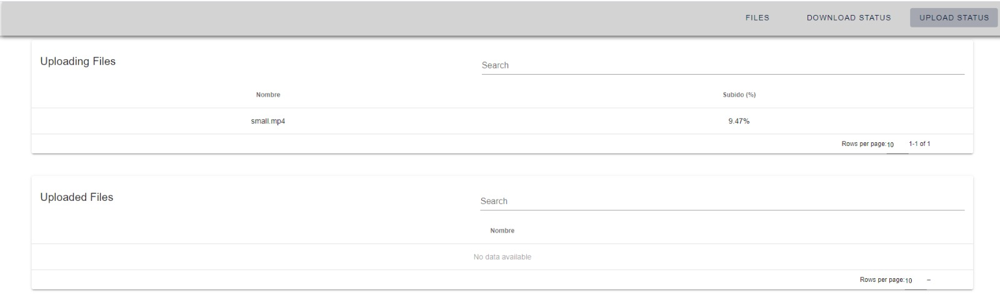 FILES DOWNLOAD STATUS UPLOAD STATUS
Uploading Files
Search
Nombre Subido (%)
small.mp4 9.47%
Rows per page: 10 1-1 of 1
Uploaded Files
Search
Nombre
No data available
Rows per page: 10 –